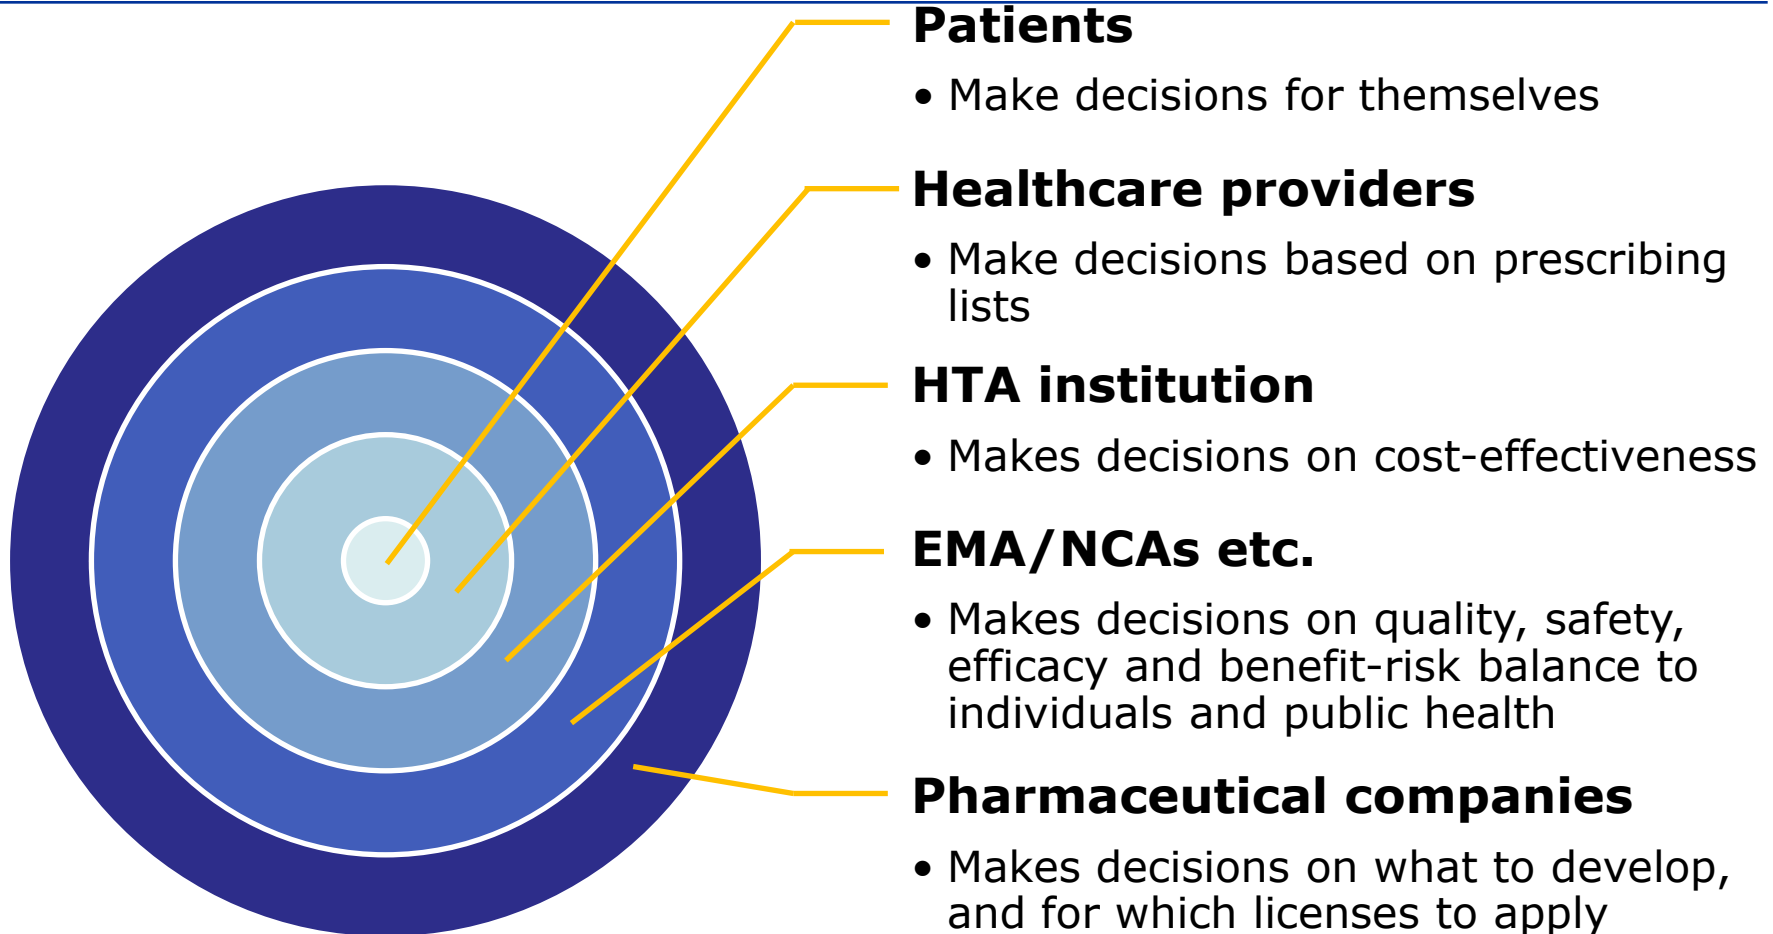 Patients
• Make decisions for themselves
Healthcare providers
• Make decisions based on prescribing
lists
HTA institution
• Makes decisions on cost-effectiveness
EMA/NCAs etc.
• Makes decisions on quality, safety,
efficacy and benefit-risk balance to
individuals and public health
Pharmaceutical companies
• Makes decisions on what to develop,
and for which licenses to apply